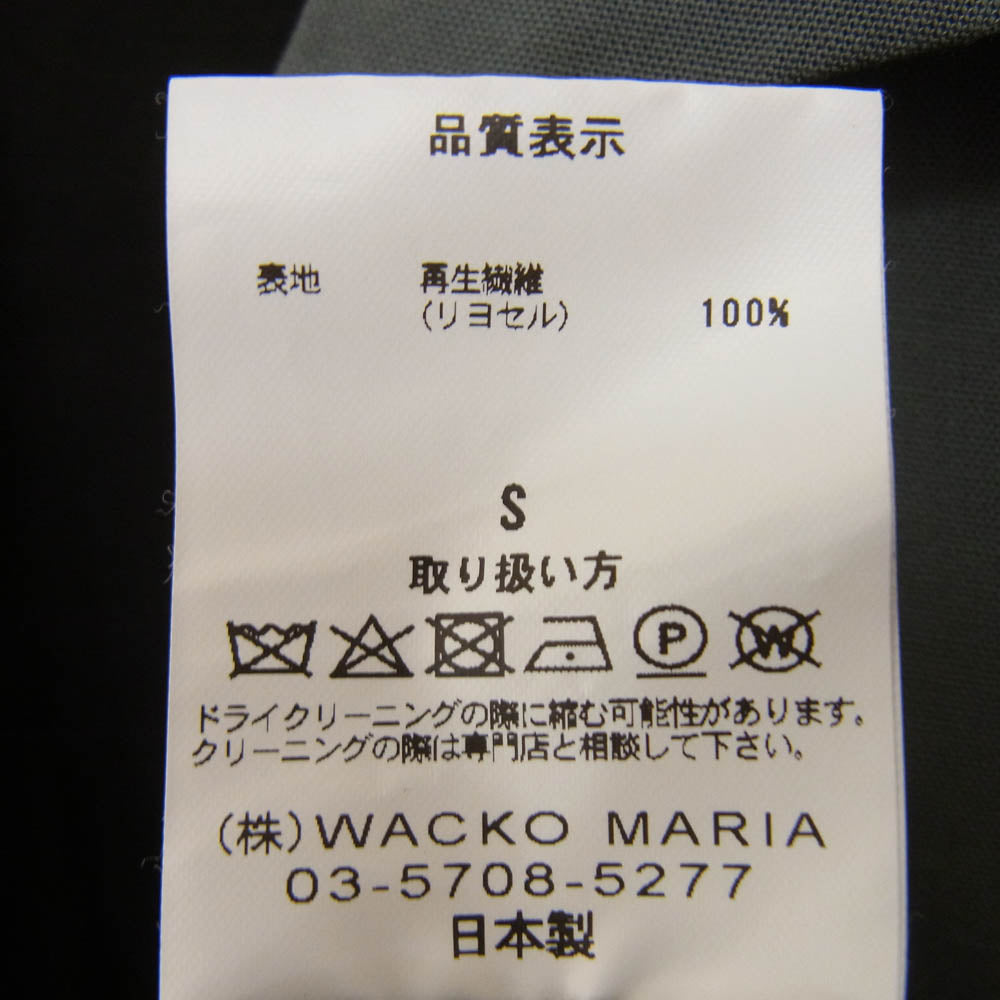 品質表示
表地 再生繊維
(リヨセル) 100%
S
取り扱い方
P W
ドライクリーニングの際に縮む可能性があります。
クリーニングの際は専門店と相談して下さい。
(株)WACKO MARIA
03-5708-5277
日本製